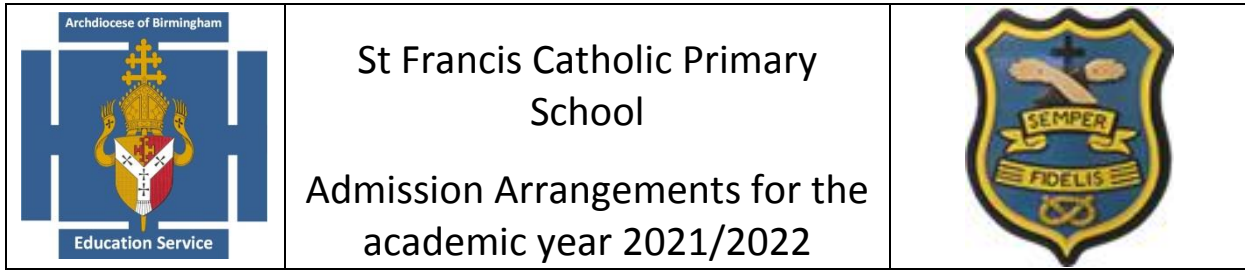 Archdiocese of Birmingham
Education Service
St Francis Catholic Primary
School
Admission Arrangements for the
academic year 2021/2022
SEMPER
FIDELIS